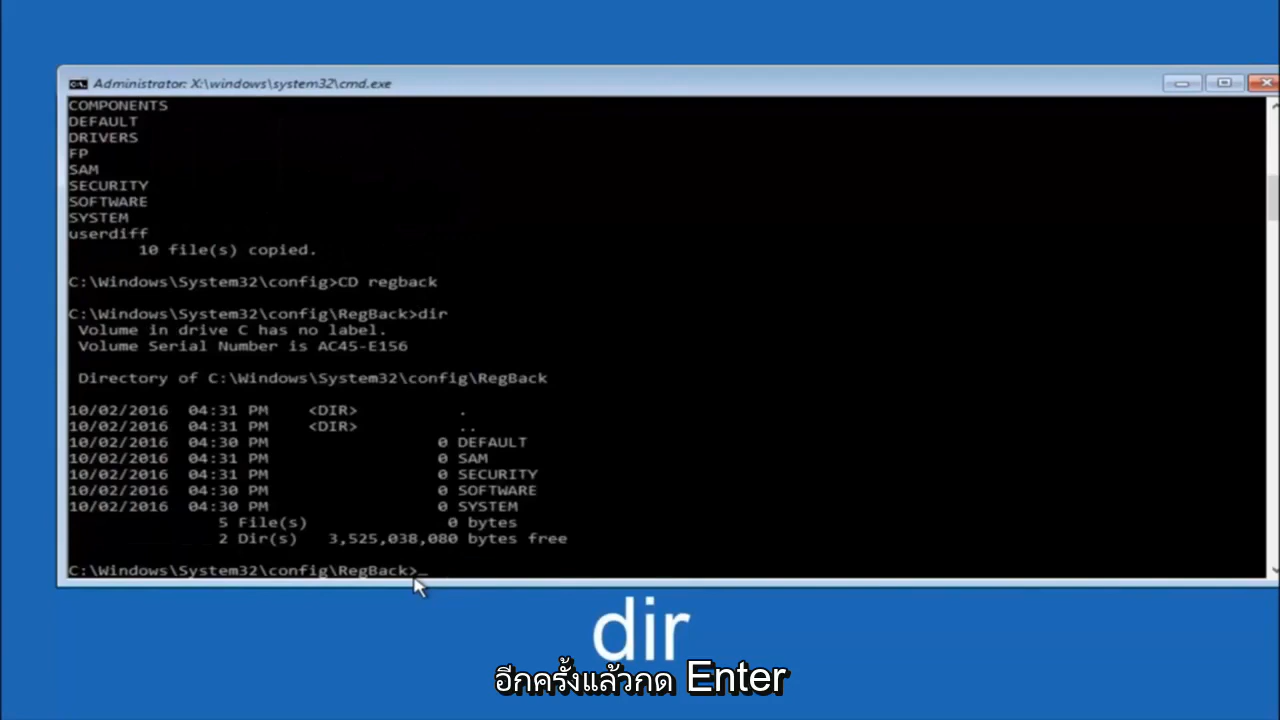 Administrator: X:\windows\system32\cmd.exe
COMPONENTS
DEFAULT
DRIVERS
FP
SAM
SECURITY
SOFTWARE
SYSTEM
userdiff
10 file(s) copied.
C:\Windows\System32\config>CD regback
C:\Windows\System32\config\RegBack>dir
Volume in drive C has no label.
Volume Serial Number is AC45-E156
Directory of C:\Windows\System32\config\RegBack
10/02/2016 04:31 PM <DIR> .
10/02/2016 04:31 PM <DIR> ..
10/02/2016 04:30 PM 0 DEFAULT
10/02/2016 04:31 PM 0 SAM
10/02/2016 04:31 PM 0 SECURITY
10/02/2016 04:30 PM 0 SOFTWARE
10/02/2016 04:30 PM 0 SYSTEM
5 File(s) 0 bytes
2 Dir(s) 3,525,038,080 bytes free
C:\Windows\System32\config\RegBack>_
dir
อีกครั้งแล้วกด Enter